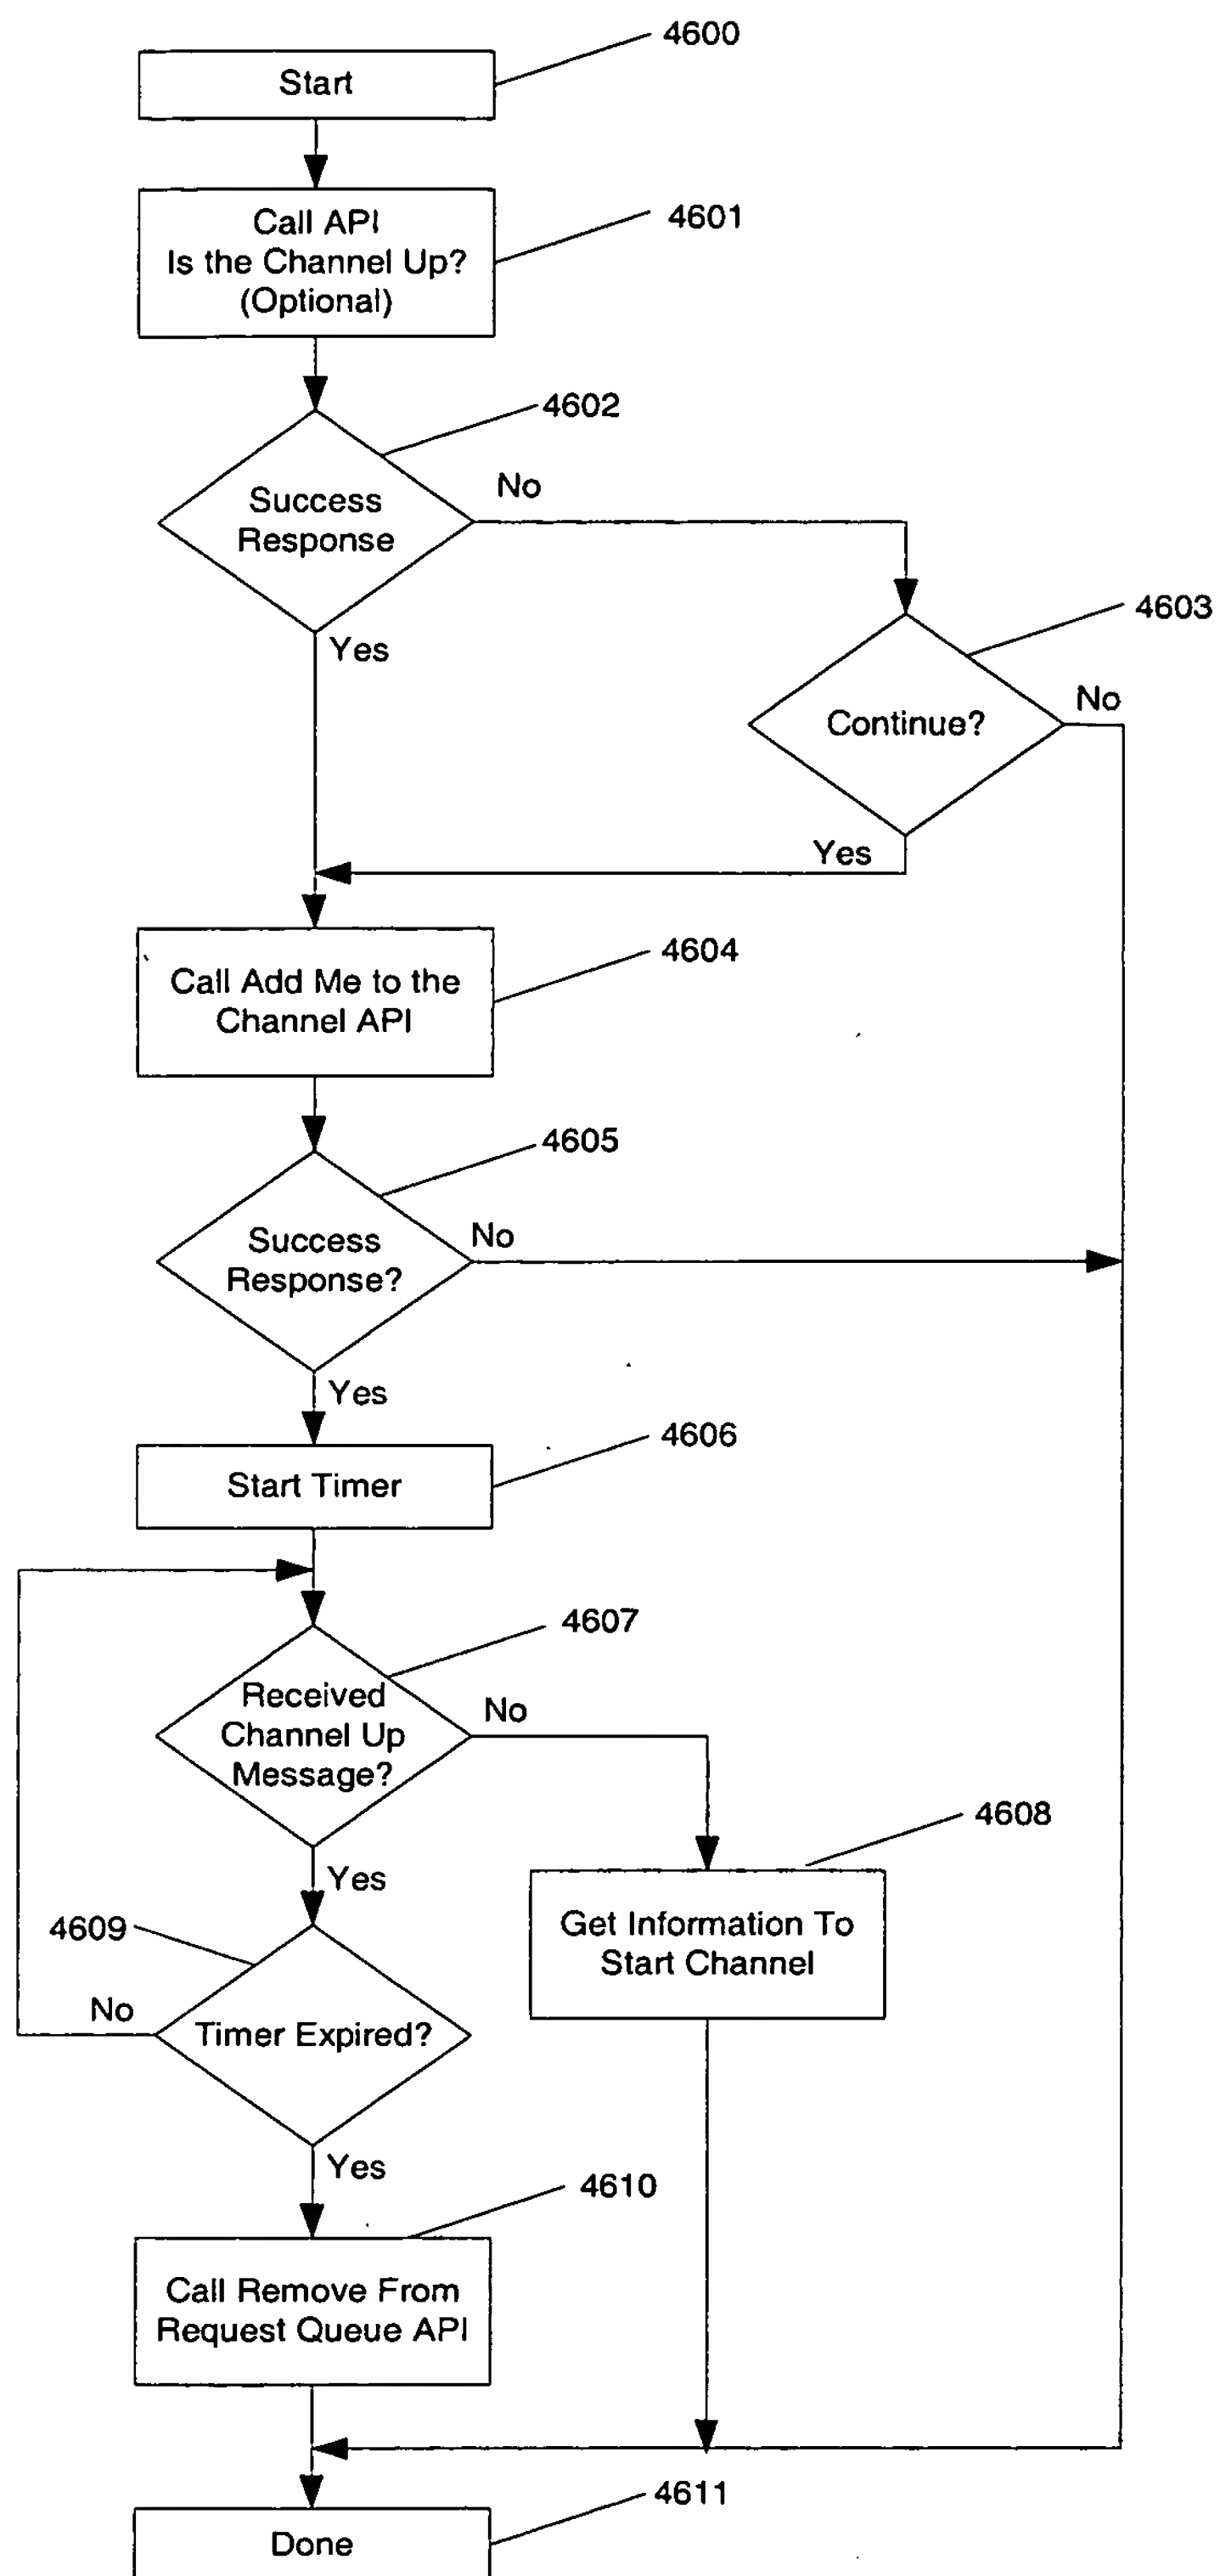 4600
Start
4601
Call API
Is the Channel Up?
(Optional)
4602
Success
Response
No
Yes
4603
Continue?
No
Yes
4604
Call Add Me to the
Channel API
4605
Success
Response?
No
Yes
4606
Start Timer
4607
Received
Channel Up
Message?
No
Yes
4608
Get Information To
Start Channel
4609
No
Timer Expired?
Yes
4610
Call Remove From
Request Queue API
4611
Done